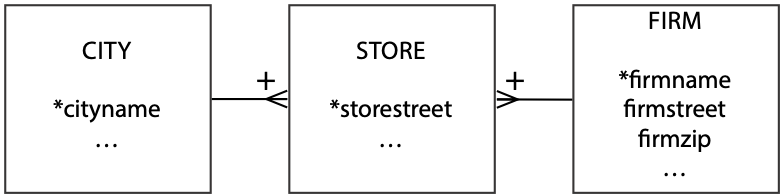 CITY
*cityname
...
+
STORE
*storestreet
...
+
FIRM
*firmname
firmstreet
firmzip
...